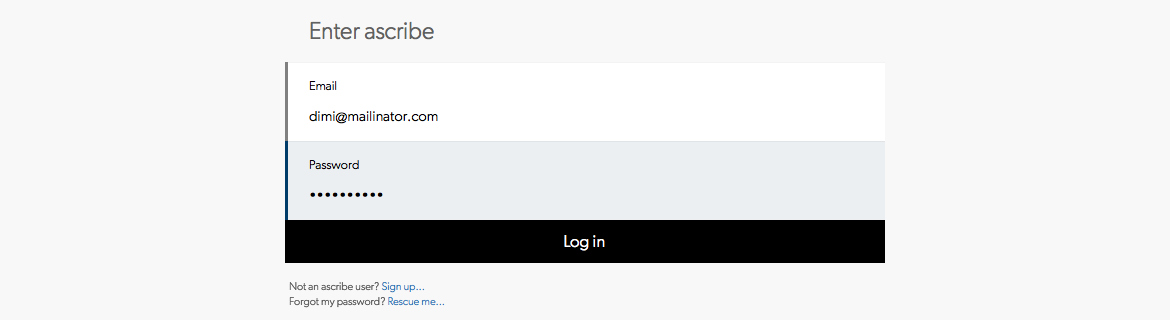 Enter ascribe
Email
dimi@mailinator.com
Password
••••••••••
Log in
Not an ascribe user? Sign up...
Forgot my password? Rescue me...